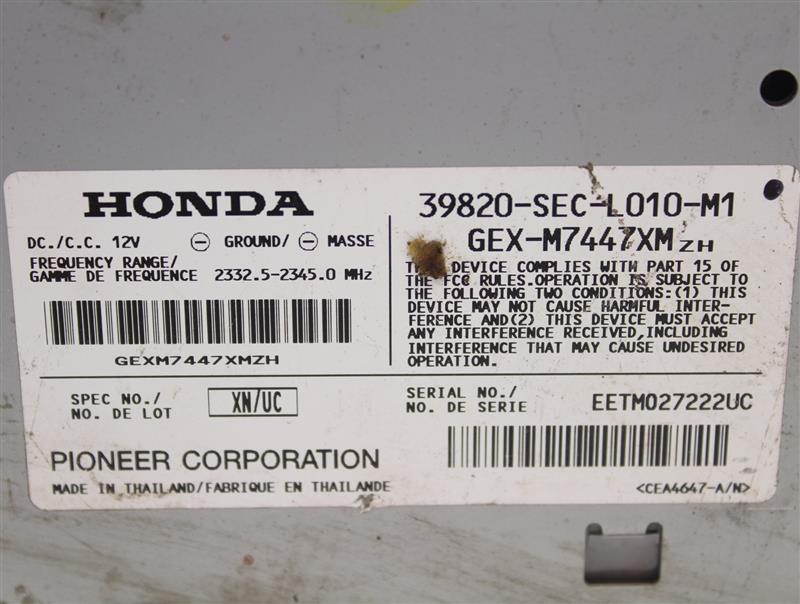 HONDA
DC./C.C. 12V ⊖ GROUND/ ⊖ MASSE
FREQUENCY RANGE/
GAMME DE FREQUENCE 2332.5-2345.0 MHz
GEXM7447XMZH
39820-SEC-L010-M1
GEX-M7447XM ZH
DEVICE COMPLIES WITH PART 15 OF
THE FCC RULES.OPERATION IS SUBJECT TO
THE FOLLOWING TWO CONDITIONS:(1) THIS
DEVICE MAY NOT CAUSE HARMFUL INTER-
FERENCE AND(2) THIS DEVICE MUST ACCEPT
ANY INTERFERENCE RECEIVED,INCLUDING
INTERFERENCE THAT MAY CAUSE UNDESIRED
OPERATION.
SPEC NO./
NO. DE LOT
XN/UC
SERIAL NO./
NO. DE SERIE
EETM027222UC
PIONEER CORPORATION
MADE IN THAILAND/FABRIQUE EN THAILANDE
<CEA4647-A/N>